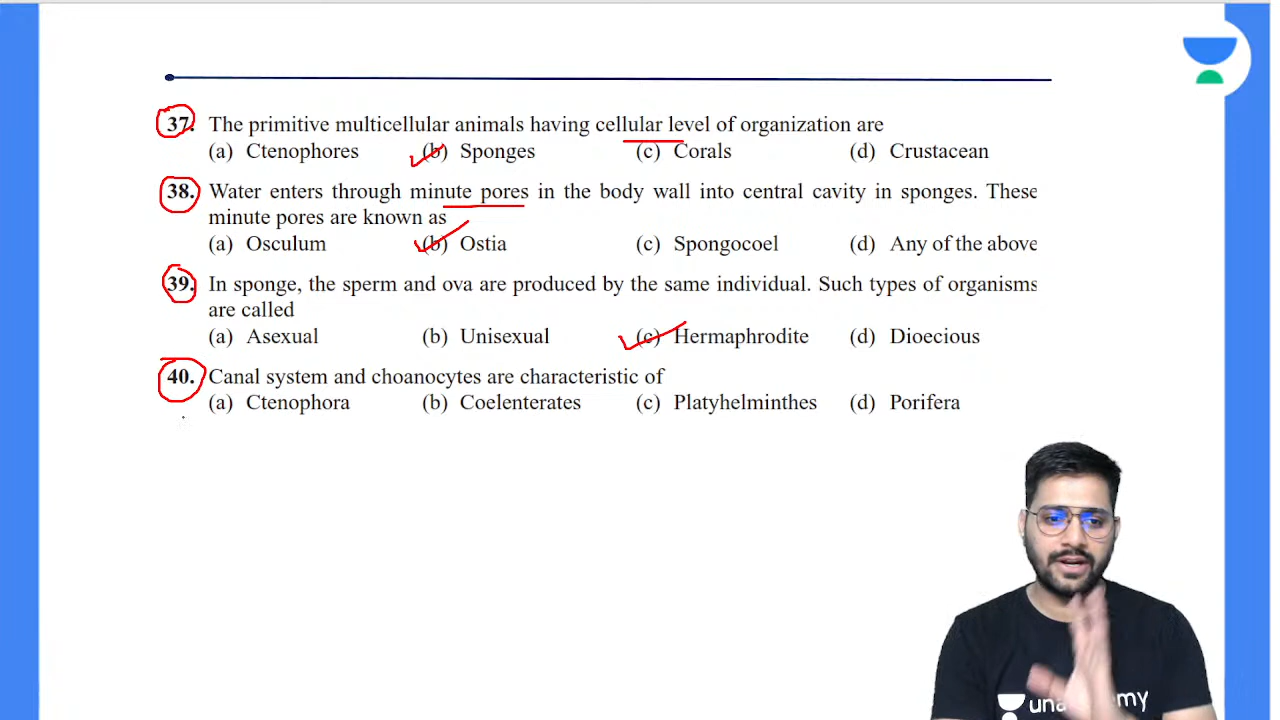 37. The primitive multicellular animals having cellular level of organization are
(a) Ctenophores (b) Sponges (c) Corals (d) Crustacean
38. Water enters through minute pores in the body wall into central cavity in sponges. These
minute pores are known as
(a) Osculum (b) Ostia (c) Spongocoel (d) Any of the above
39. In sponge, the sperm and ova are produced by the same individual. Such types of organisms
are called
(a) Asexual (b) Unisexual (c) Hermaphrodite (d) Dioecious
40. Canal system and choanocytes are characteristic of
(a) Ctenophora (b) Coelenterates (c) Platyhelminthes (d) Porifera